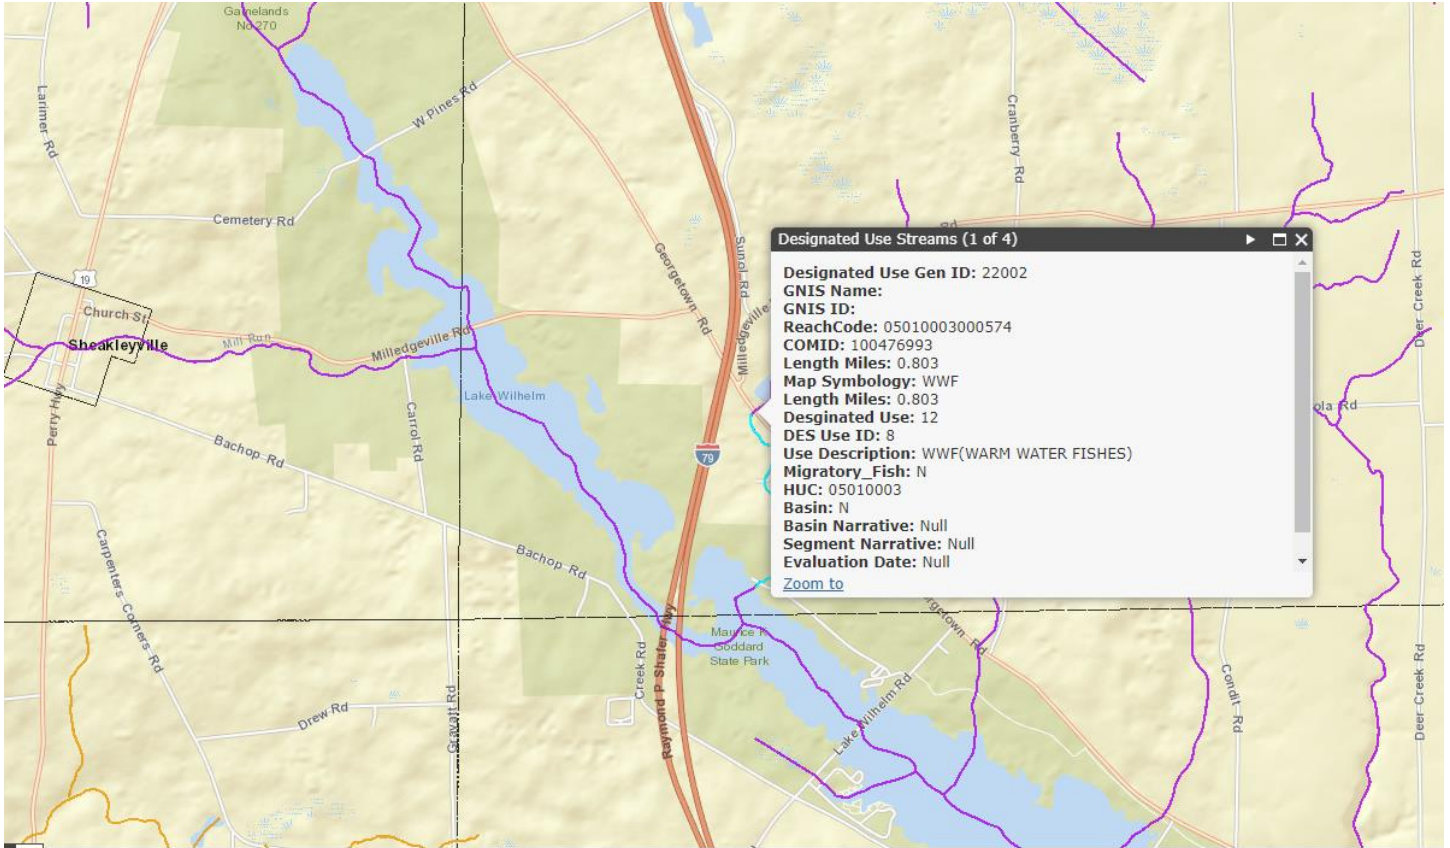 Gamelands
No 270
Larimer Rd
W Pines Rd
Cranberry Rd
Cemetery Rd
Rd
Georgetown Rd
Sunol Rd
19
Church St
Mill Run
Sheakleyville
Milledgeville Rd
Milledgeville
Deer Creek Rd
Lake Wilhelm
Perry Hwy
Carrol Rd
Bachop Rd
79
ola Rd
Designated Use Streams (1 of 4)
Designated Use Gen ID: 22002
GNIS Name:
GNIS ID:
ReachCode: 05010003000574
COMID: 100476993
Length Miles: 0.803
Map Symbology: WWF
Length Miles: 0.803
Desginated Use: 12
DES Use ID: 8
Use Description: WWF(WARM WATER FISHES)
Migratory_Fish: N
HUC: 05010003
Basin: N
Basin Narrative: Null
Segment Narrative: Null
Evaluation Date: Null
Zoom to
Carpenters Corners Rd
Bachop Rd
rgetown Rd
Maurice K
Goddard
State Park
Creek Rd
Raymond P Shafer Hwy
Drew Rd
Gravatt Rd
Lake Wilhelm Rd
Condit Rd
Deer Creek Rd